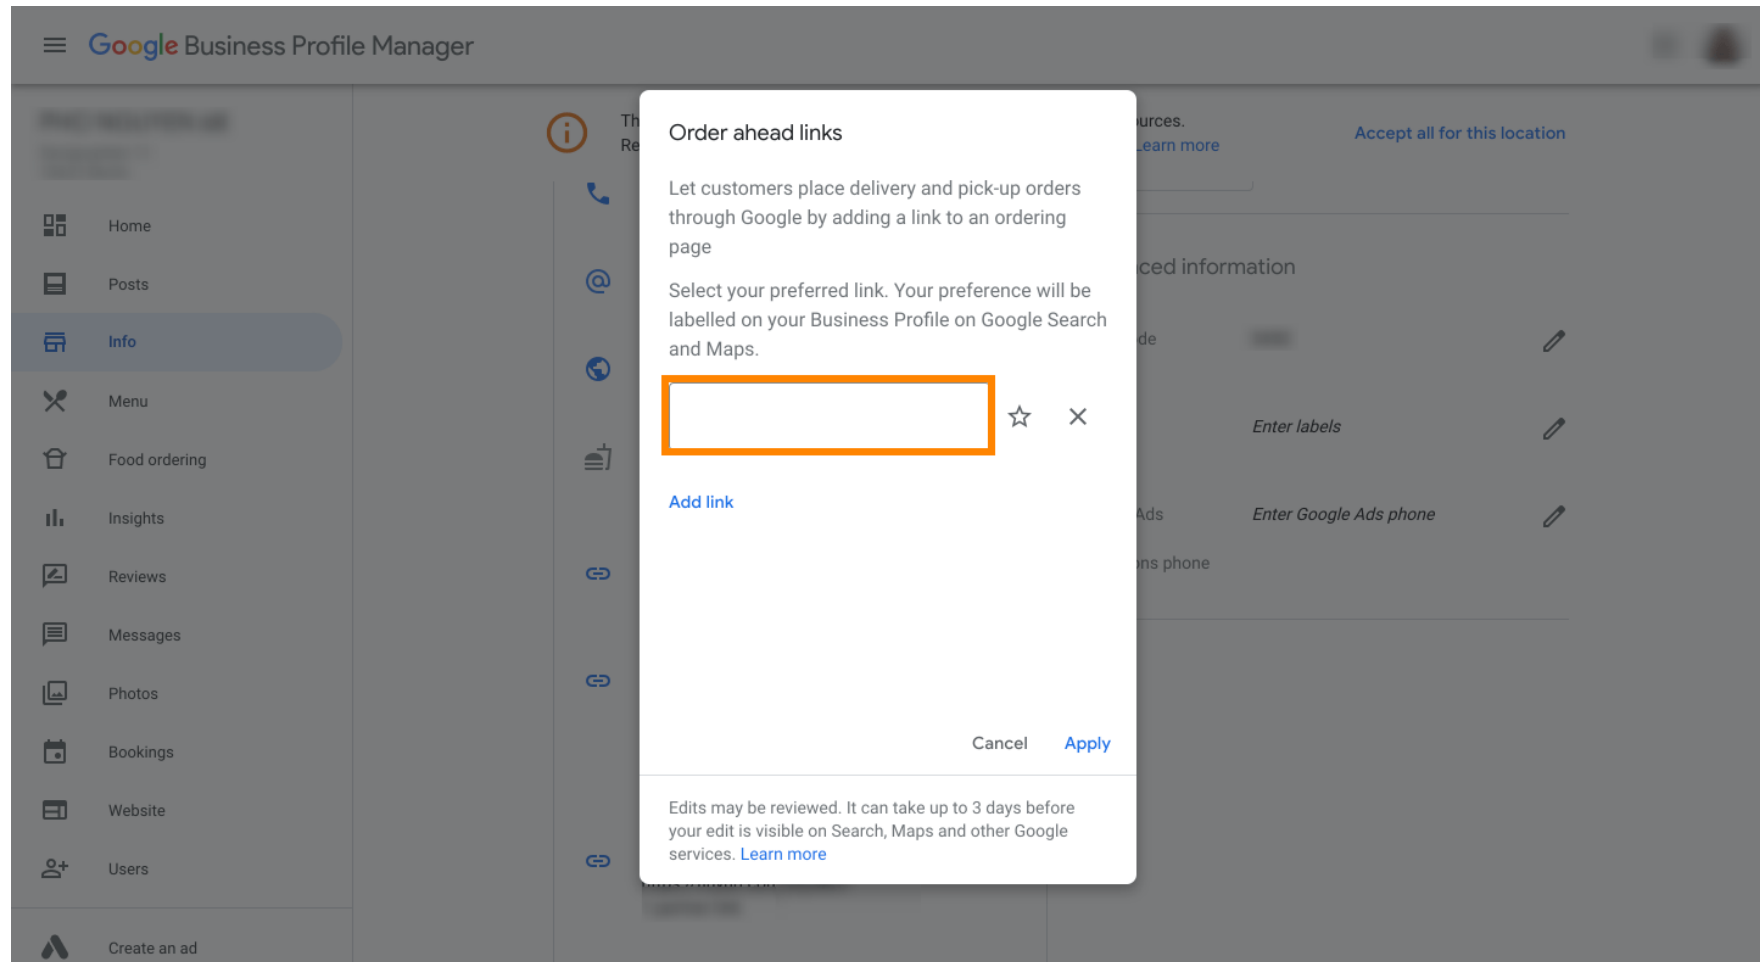 Google Business Profile Manager
Home
Posts
Info
Menu
Food ordering
Insights
Reviews
Messages
Photos
Bookings
Website
Users
Create an ad
Th
Re
urces.
Learn more
Accept all for this location
Order ahead links
Let customers place delivery and pick-up orders
through Google by adding a link to an ordering
page
Select your preferred link. Your preference will be
labelled on your Business Profile on Google Search
and Maps.
Add link
Cancel
Apply
Edits may be reviewed. It can take up to 3 days before
your edit is visible on Search, Maps and other Google
services. Learn more
ced information
de
Enter labels
Ads
Enter Google Ads phone
ons phone